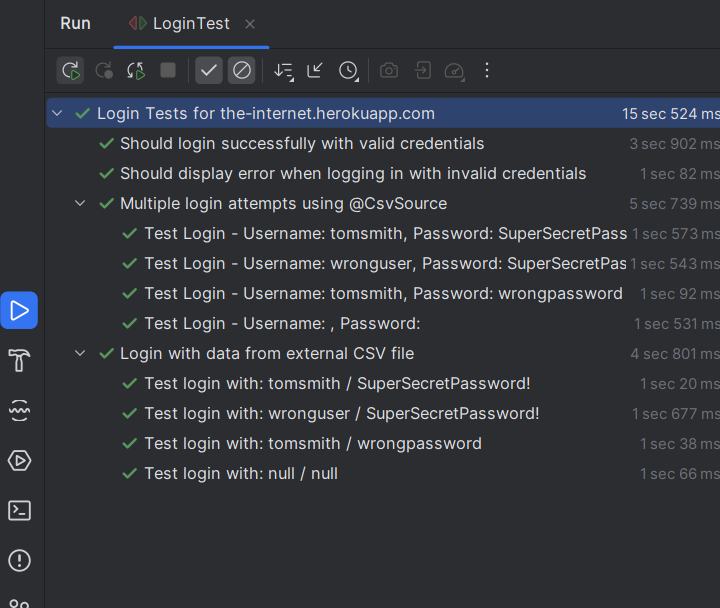 Run LoginTest
Login Tests for the-internet.herokuapp.com 15 sec 524 ms
Should login successfully with valid credentials 3 sec 902 ms
Should display error when logging in with invalid credentials 1 sec 82 ms
Multiple login attempts using @CsvSource 5 sec 739 ms
Test Login - Username: tomsmith, Password: SuperSecretPass 1 sec 573 ms
Test Login - Username: wronguser, Password: SuperSecretPas 1 sec 543 ms
Test Login - Username: tomsmith, Password: wrongpassword 1 sec 92 ms
Test Login - Username: , Password: 1 sec 531 ms
Login with data from external CSV file 4 sec 801 ms
Test login with: tomsmith / SuperSecretPassword! 1 sec 20 ms
Test login with: wronguser / SuperSecretPassword! 1 sec 677 ms
Test login with: tomsmith / wrongpassword 1 sec 38 ms
Test login with: null / null 1 sec 66 ms